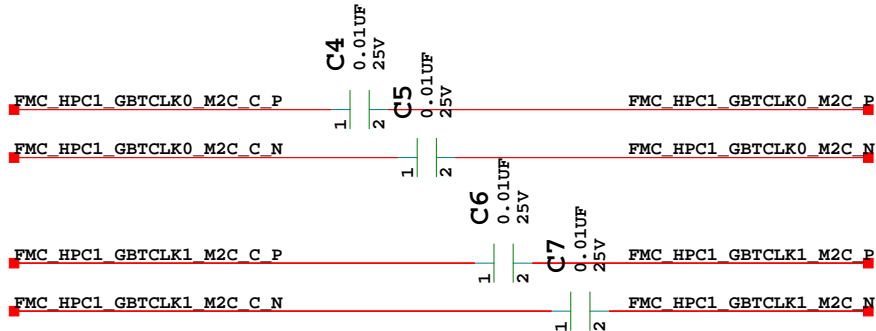 C4
0.01UF
25V
FMC_HPC1_GBTCLK0_M2C_C_P
1
2
FMC_HPC1_GBTCLK0_M2C_P
C5
0.01UF
25V
FMC_HPC1_GBTCLK0_M2C_C_N
1
2
FMC_HPC1_GBTCLK0_M2C_N
C6
0.01UF
25V
FMC_HPC1_GBTCLK1_M2C_C_P
1
2
FMC_HPC1_GBTCLK1_M2C_P
C7
0.01UF
25V
FMC_HPC1_GBTCLK1_M2C_C_N
1
2
FMC_HPC1_GBTCLK1_M2C_N